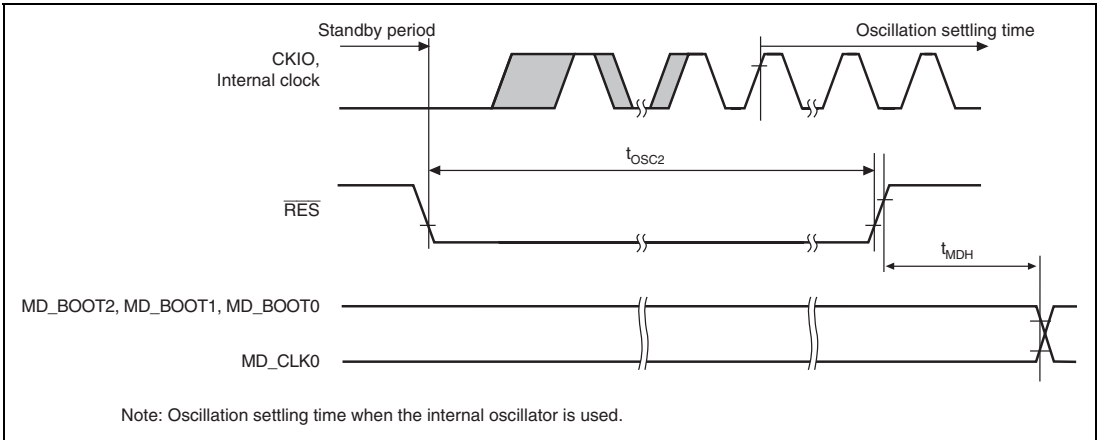 Standby period
Oscillation settling time
CKIO,
Internal clock
tOSC2
RES
tMDH
MD_BOOT2, MD_BOOT1, MD_BOOT0
MD_CLK0
Note: Oscillation settling time when the internal oscillator is used.